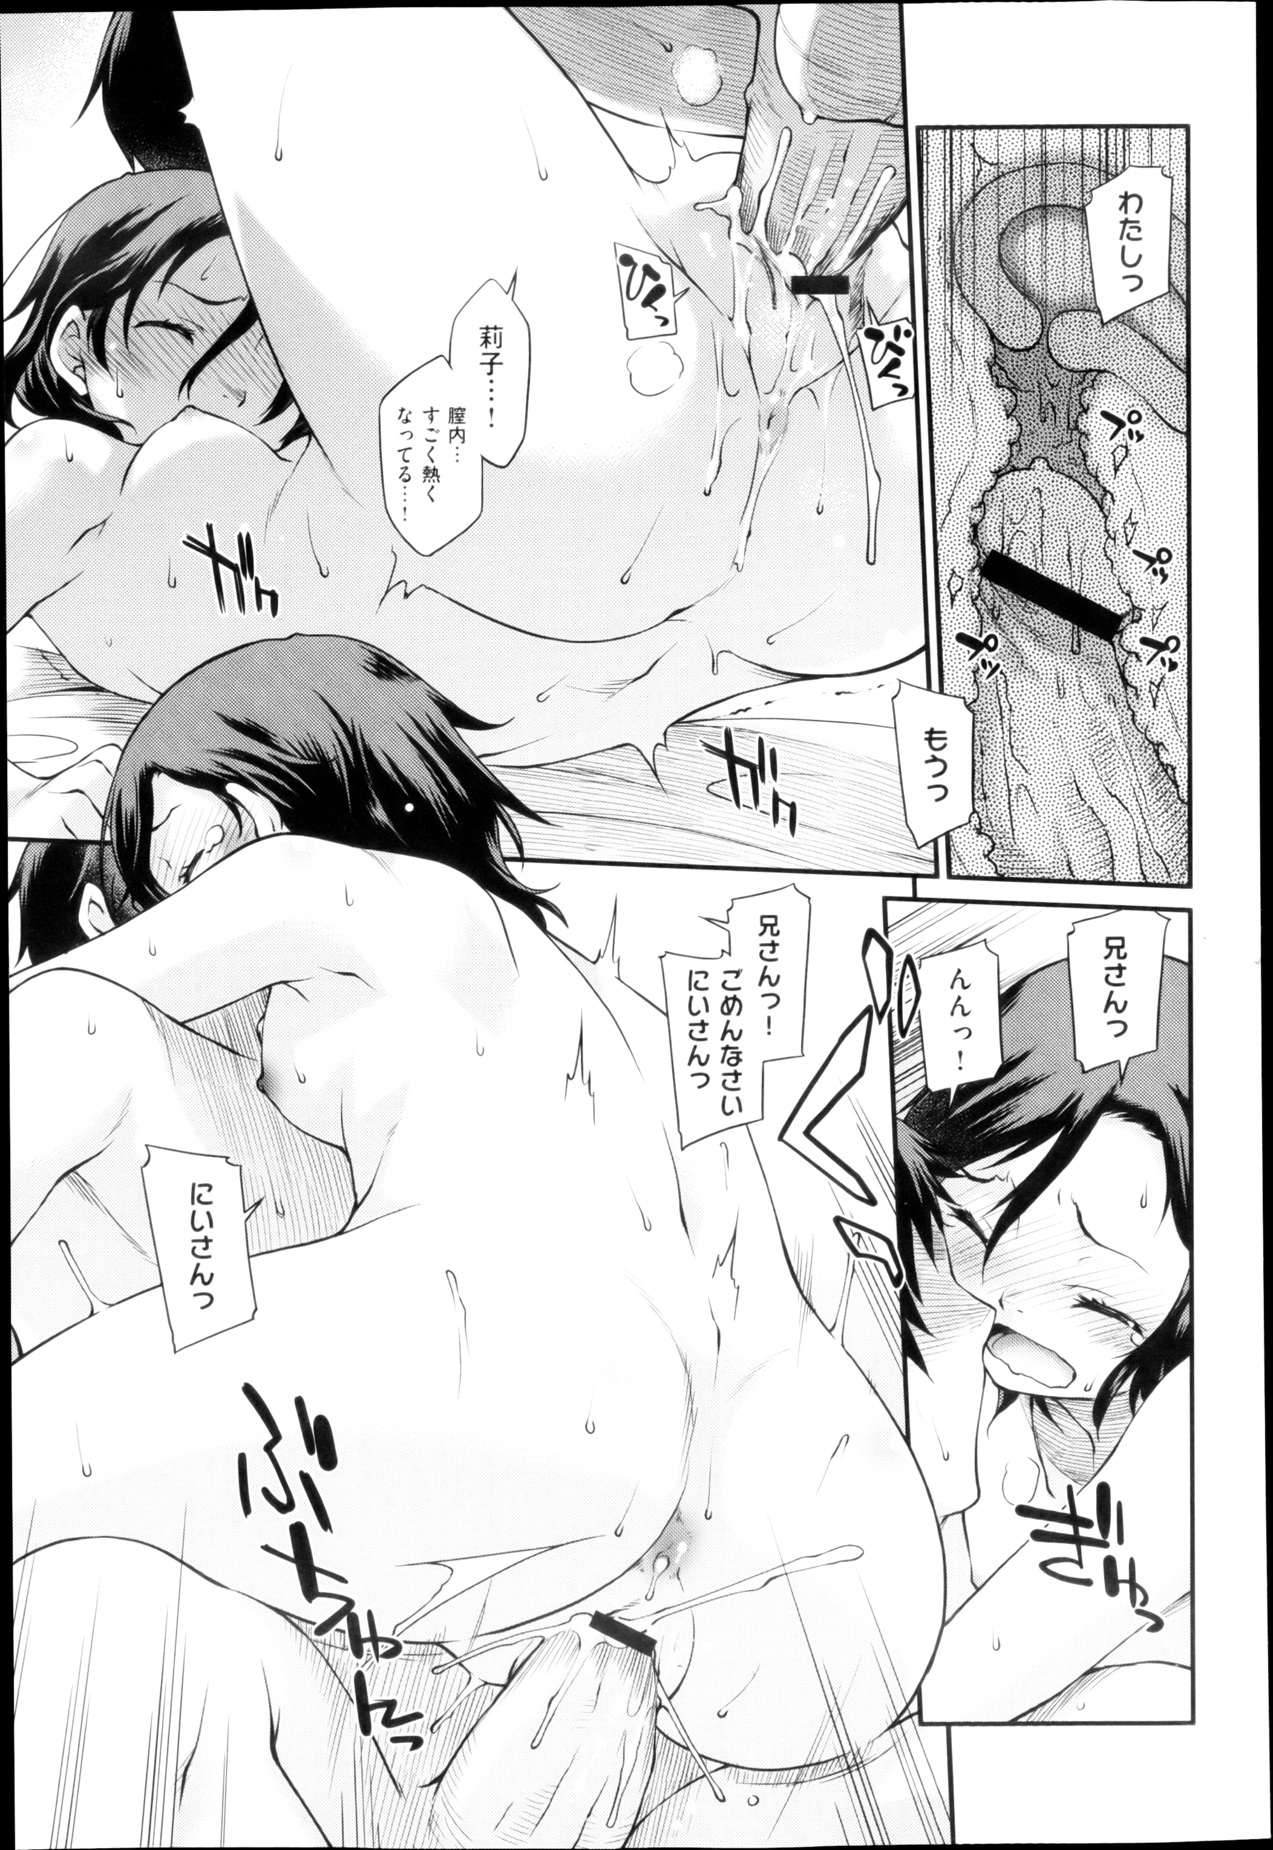 わたしっ
プッ
プッ
プッ
プッ
もうっ
びくっ
ひくっ
莉子…！
膣内…
すごく熱く
なってる…！
ガク
ガク
兄さんっ
んんっ！
ぎゅっ
兄さんっ！
ごめんなさい
にいさんっ
にいさんっ
ぶちゅんっ